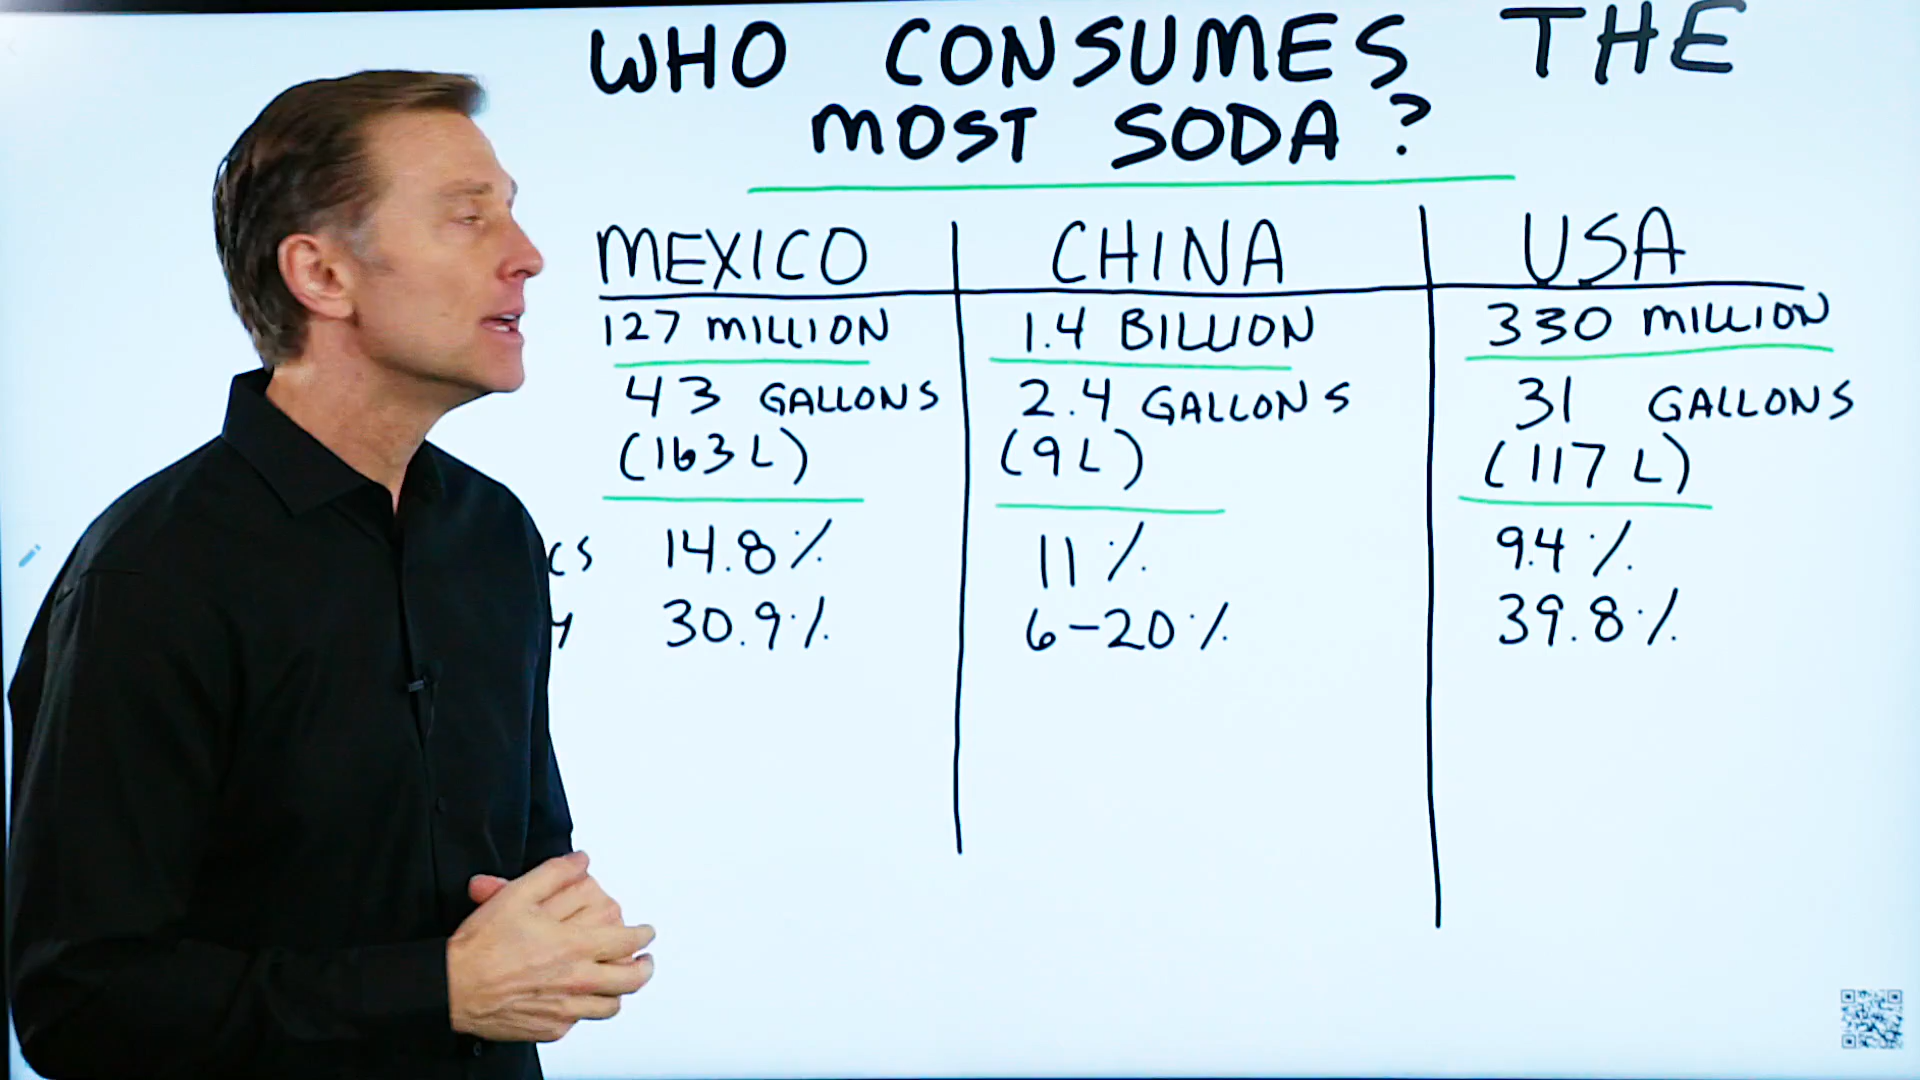 WHO CONSUMES THE
MOST SODA?
MEXICO CHINA USA
127 MILLION 1.4 BILLION 330 MILLION
43 GALLONS 2.4 GALLONS 31 GALLONS
(163 L) (9 L) (117 L)
CS 14.8% 11% 9.4%
Y 30.9% 6-20% 39.8%